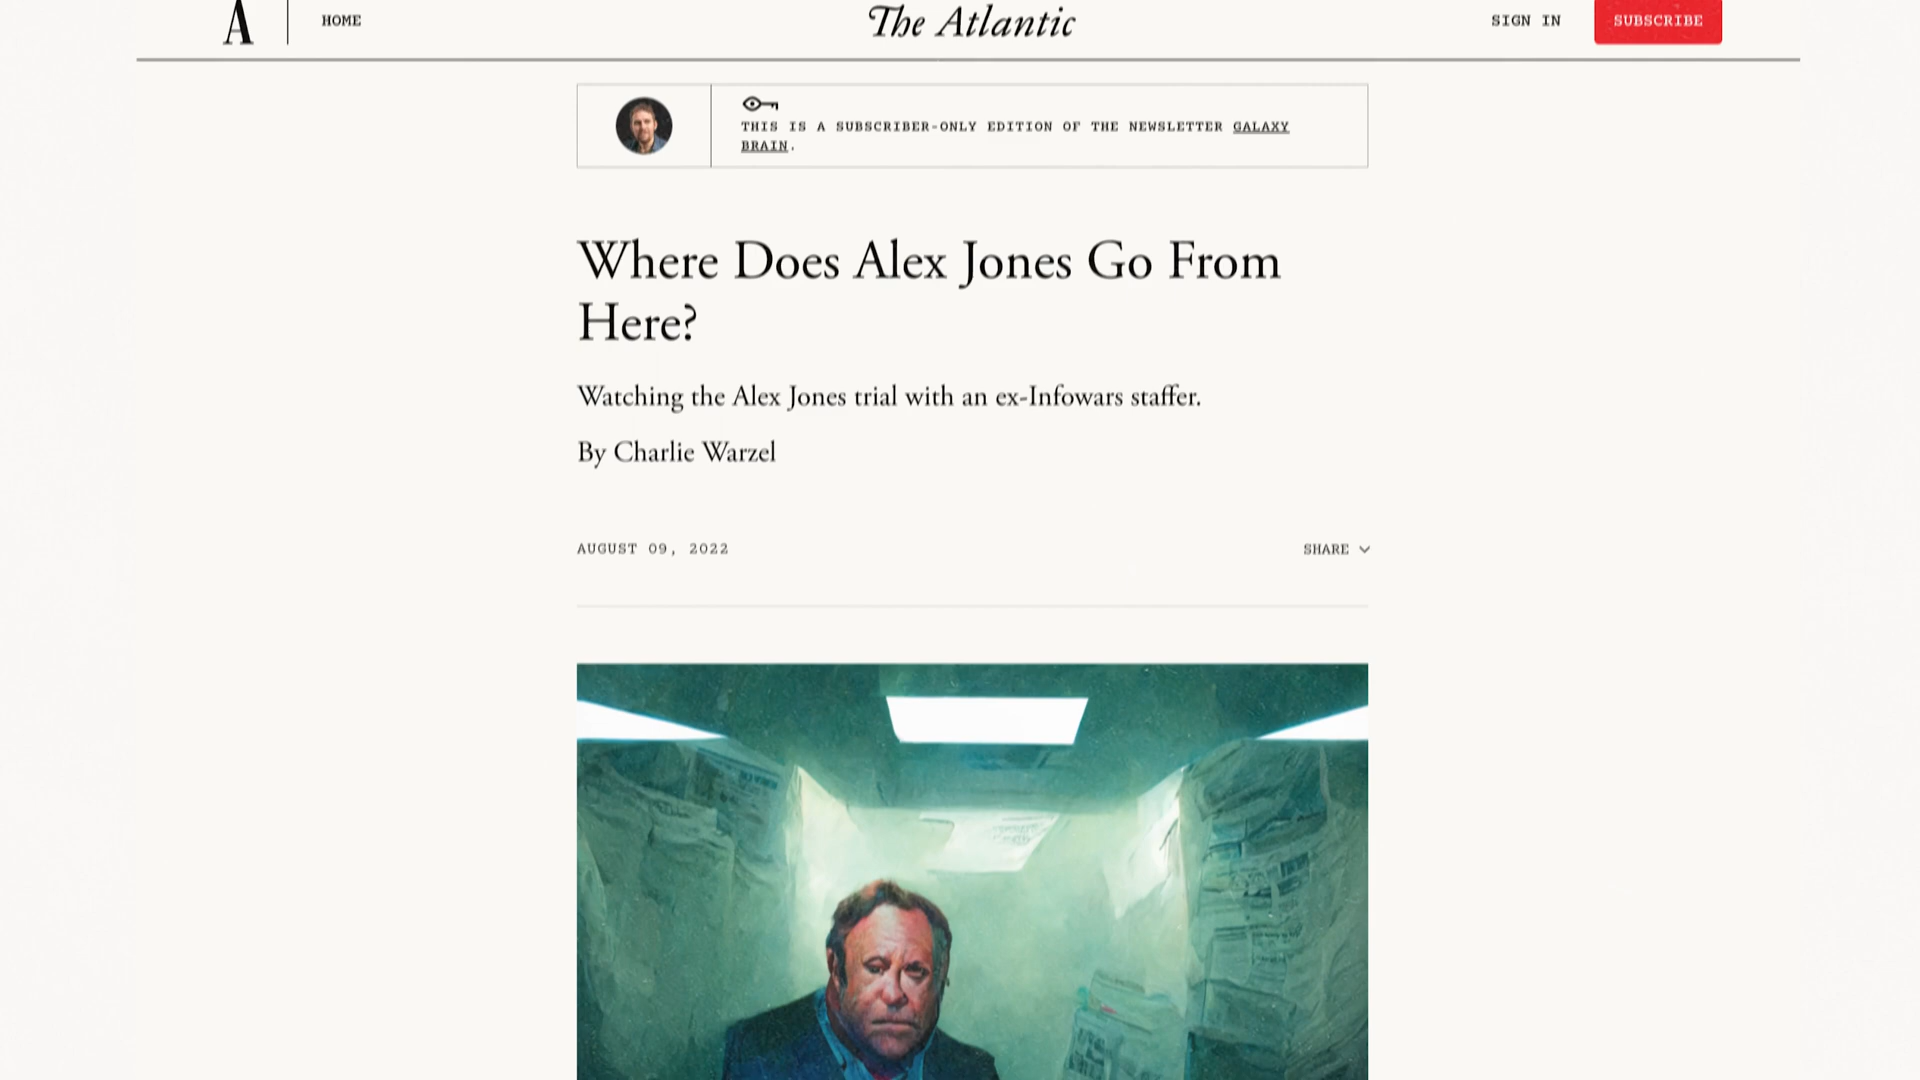 A
HOME
The Atlantic
SIGN IN
SUBSCRIBE
THIS IS A SUBSCRIBER-ONLY EDITION OF THE NEWSLETTER GALAXY
BRAIN.
Where Does Alex Jones Go From
Here?
Watching the Alex Jones trial with an ex-Infowars staffer.
By Charlie Warzel
AUGUST 09, 2022
SHARE